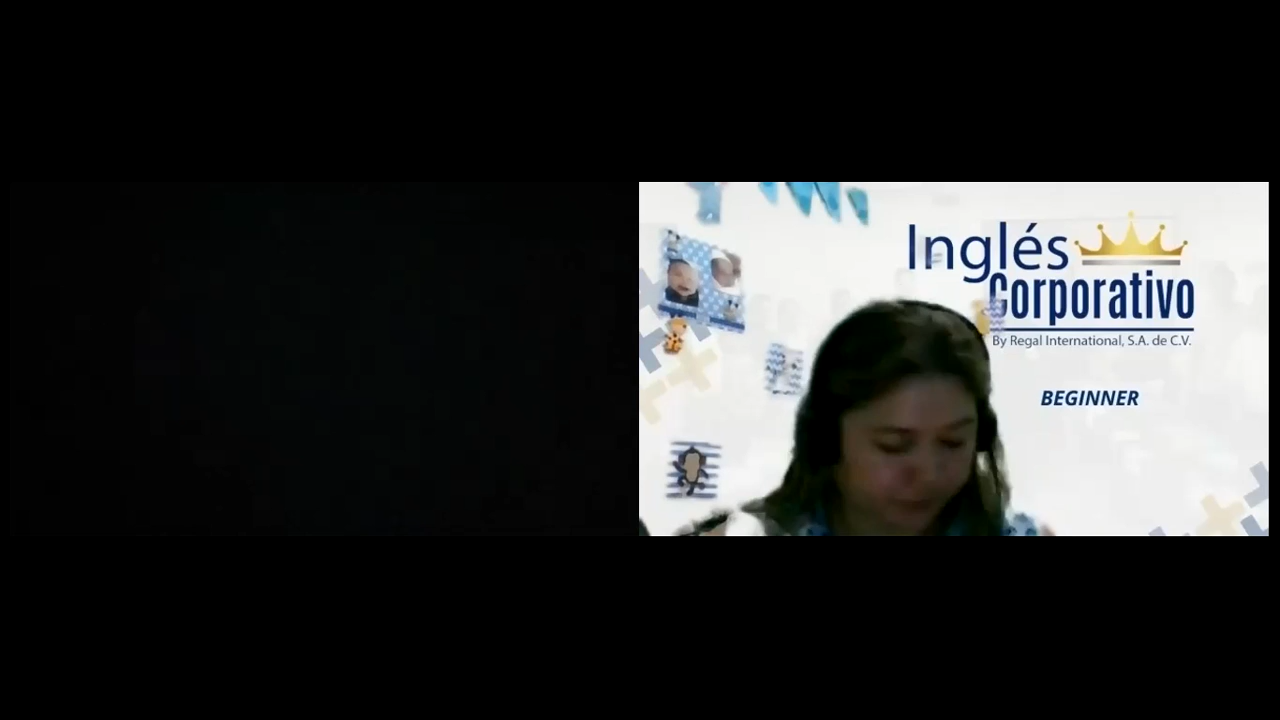 Inglés
Corporativo
By Regal International, S.A. de C.V.
BEGINNER